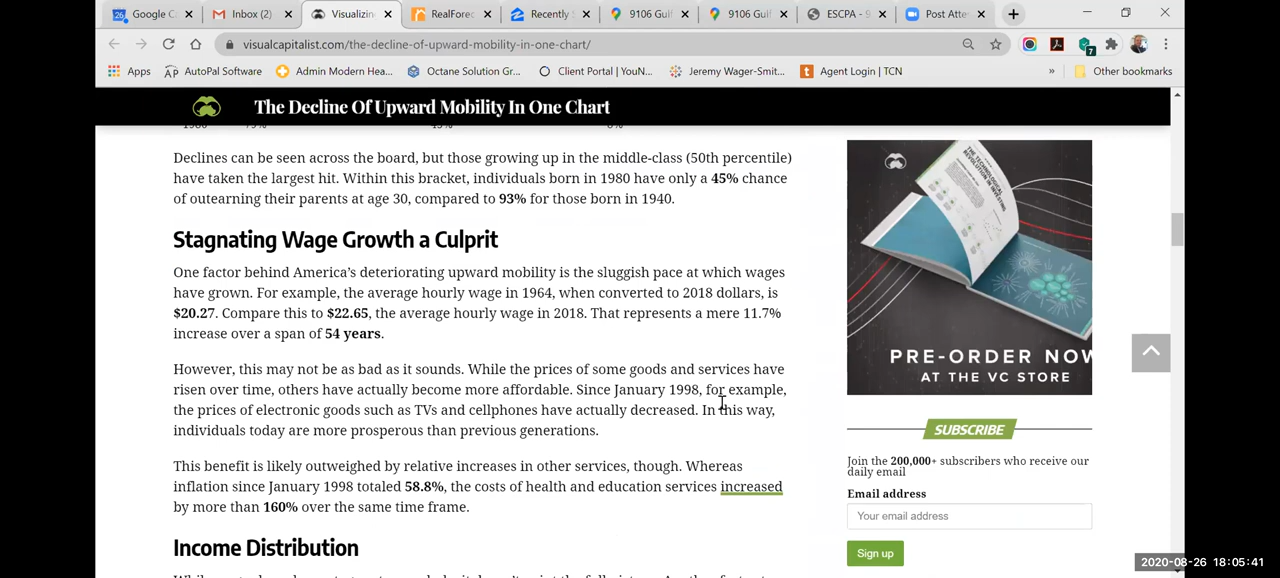 Google C
Inbox (2)
Visualizin
RealFored
Recently S
9106 Gulf
9106 Gulf
ESCPA - 9
Post Atte
visualcapitalist.com/the-decline-of-upward-mobility-in-one-chart/
7
Apps
AutoPal Software
Admin Modern Hea...
Octane Solution Gr...
Client Portal | YouN...
Jeremy Wager-Smit...
Agent Login | TCN
»
Other bookmarks
The Decline Of Upward Mobility In One Chart
Declines can be seen across the board, but those growing up in the middle-class (50th percentile)
have taken the largest hit. Within this bracket, individuals born in 1980 have only a 45% chance
of outearning their parents at age 30, compared to 93% for those born in 1940.
Stagnating Wage Growth a Culprit
One factor behind America's deteriorating upward mobility is the sluggish pace at which wages
have grown. For example, the average hourly wage in 1964, when converted to 2018 dollars, is
$20.27. Compare this to $22.65, the average hourly wage in 2018. That represents a mere 11.7%
increase over a span of 54 years.
However, this may not be as bad as it sounds. While the prices of some goods and services have
risen over time, others have actually become more affordable. Since January 1998, for example,
the prices of electronic goods such as TVs and cellphones have actually decreased. In this way,
individuals today are more prosperous than previous generations.
This benefit is likely outweighed by relative increases in other services, though. Whereas
inflation since January 1998 totaled 58.8%, the costs of health and education services increased
by more than 160% over the same time frame.
Income Distribution
THE TECHNOLOGICAL
REVOLUTION IN INVESTING
PRE-ORDER NOW
AT THE VC STORE
SUBSCRIBE
Join the 200,000+ subscribers who receive our
daily email
Email address
Your email address
Sign up
2020-08-26 18:05:41